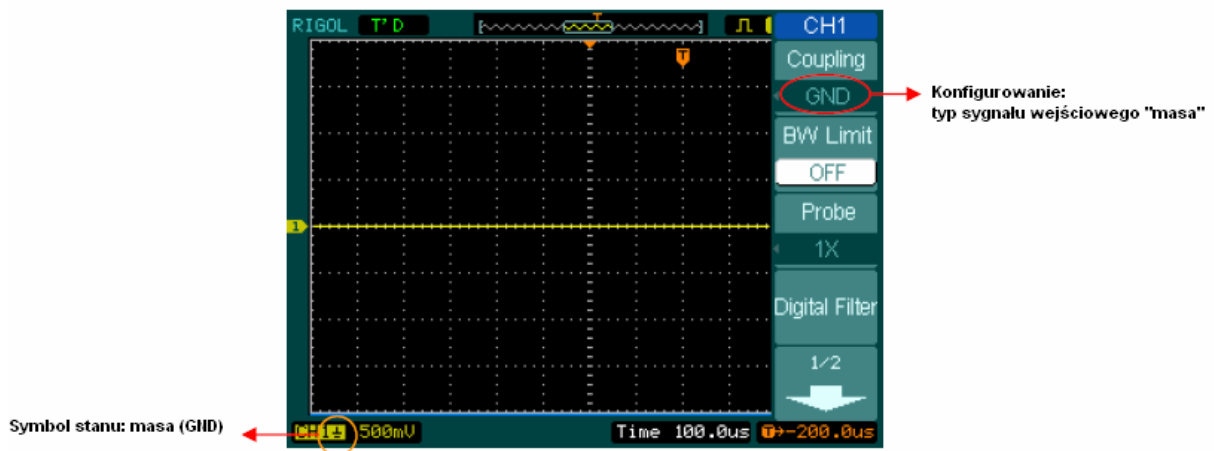 RIGOL T'D
T
CH1
Coupling
T
GND
Konfigurowanie:
typ sygnału wejściowego "masa"
BW Limit
OFF
Probe
1
1X
Digital Filter
1/2
Symbol stanu: masa (GND)
CH1 500mV Time 100.0us T→-200.0us